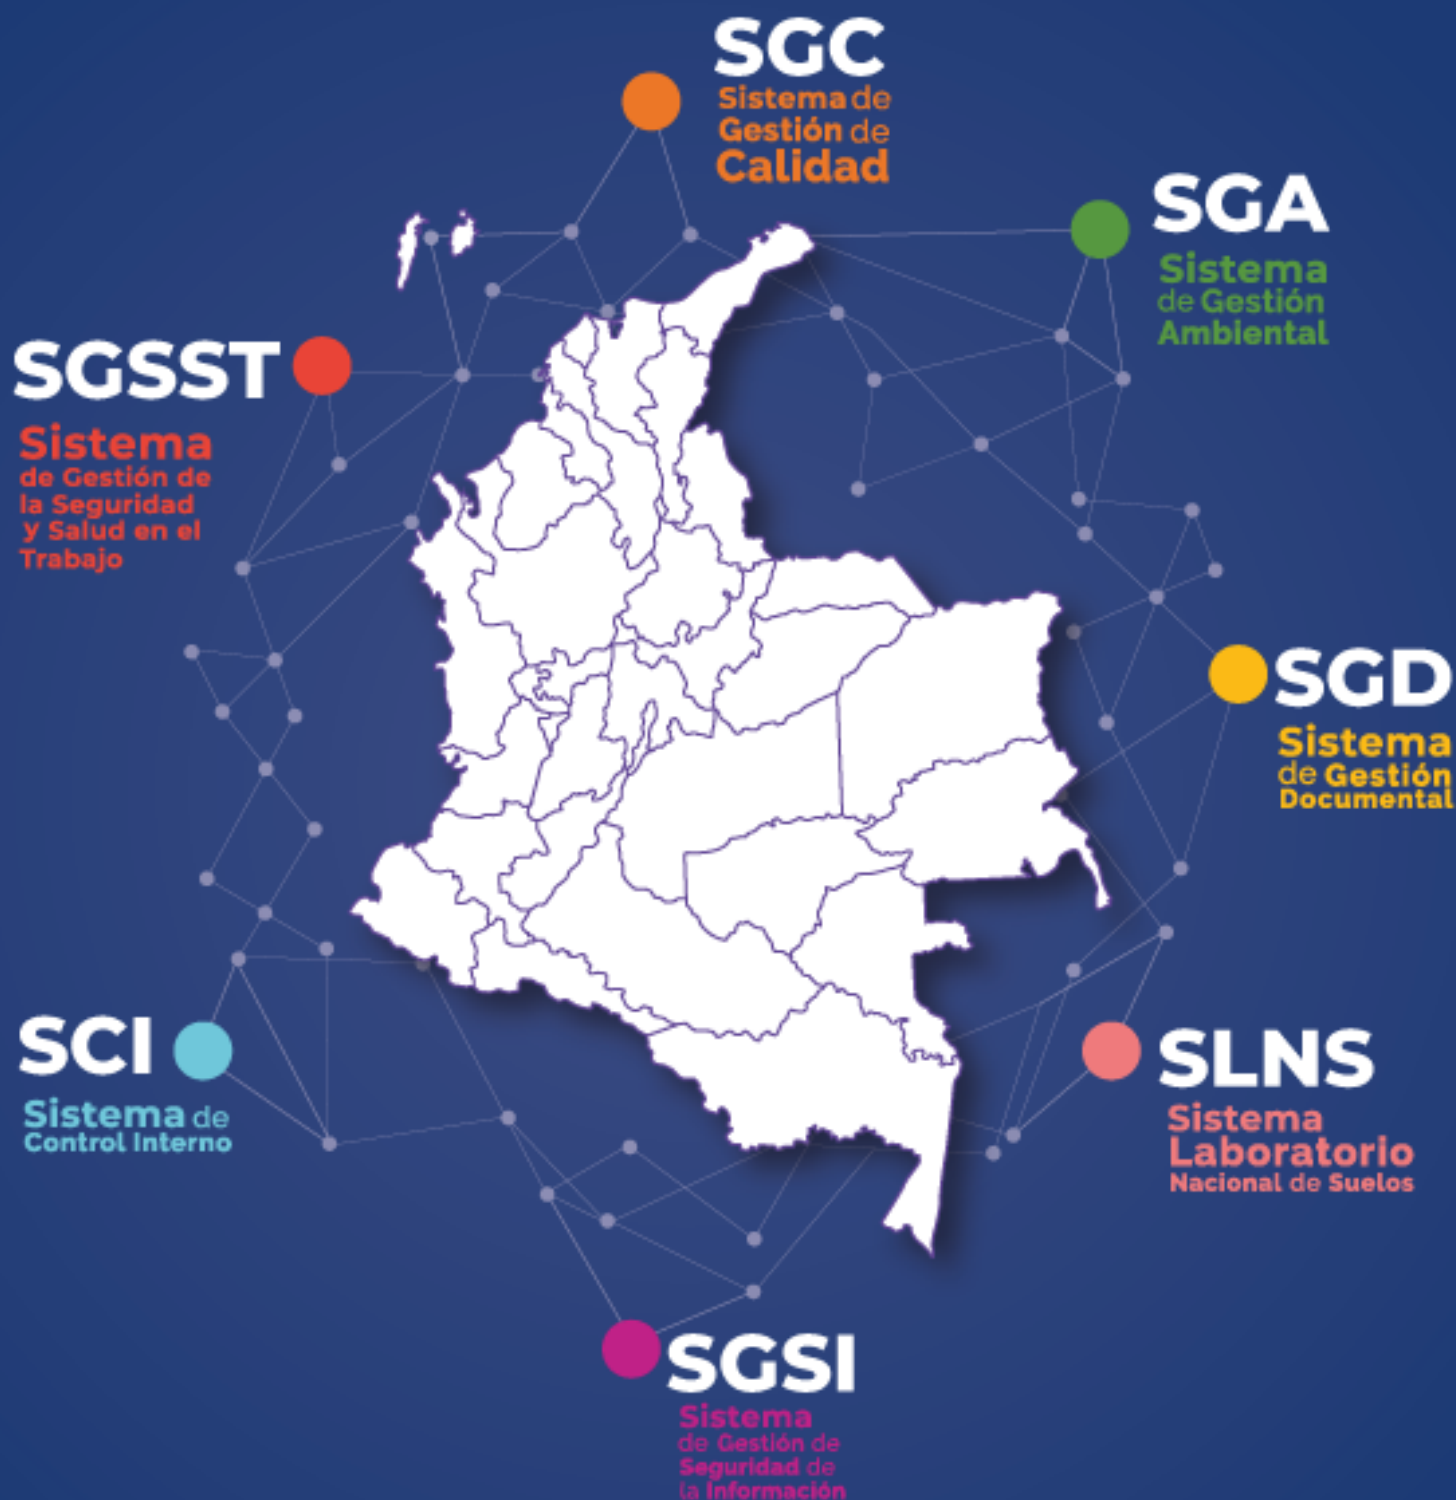 SGC
Sistema de
Gestión de
Calidad
SGA
Sistema
de Gestión
Ambiental
SGSST
Sistema
de Gestión de
la Seguridad
y Salud en el
Trabajo
SGD
Sistema
de Gestión
Documental
SCI
Sistema de
Control Interno
SLNS
Sistema
Laboratorio
Nacional de Suelos
SGSI
Sistema
de Gestión de
Seguridad de
la Información